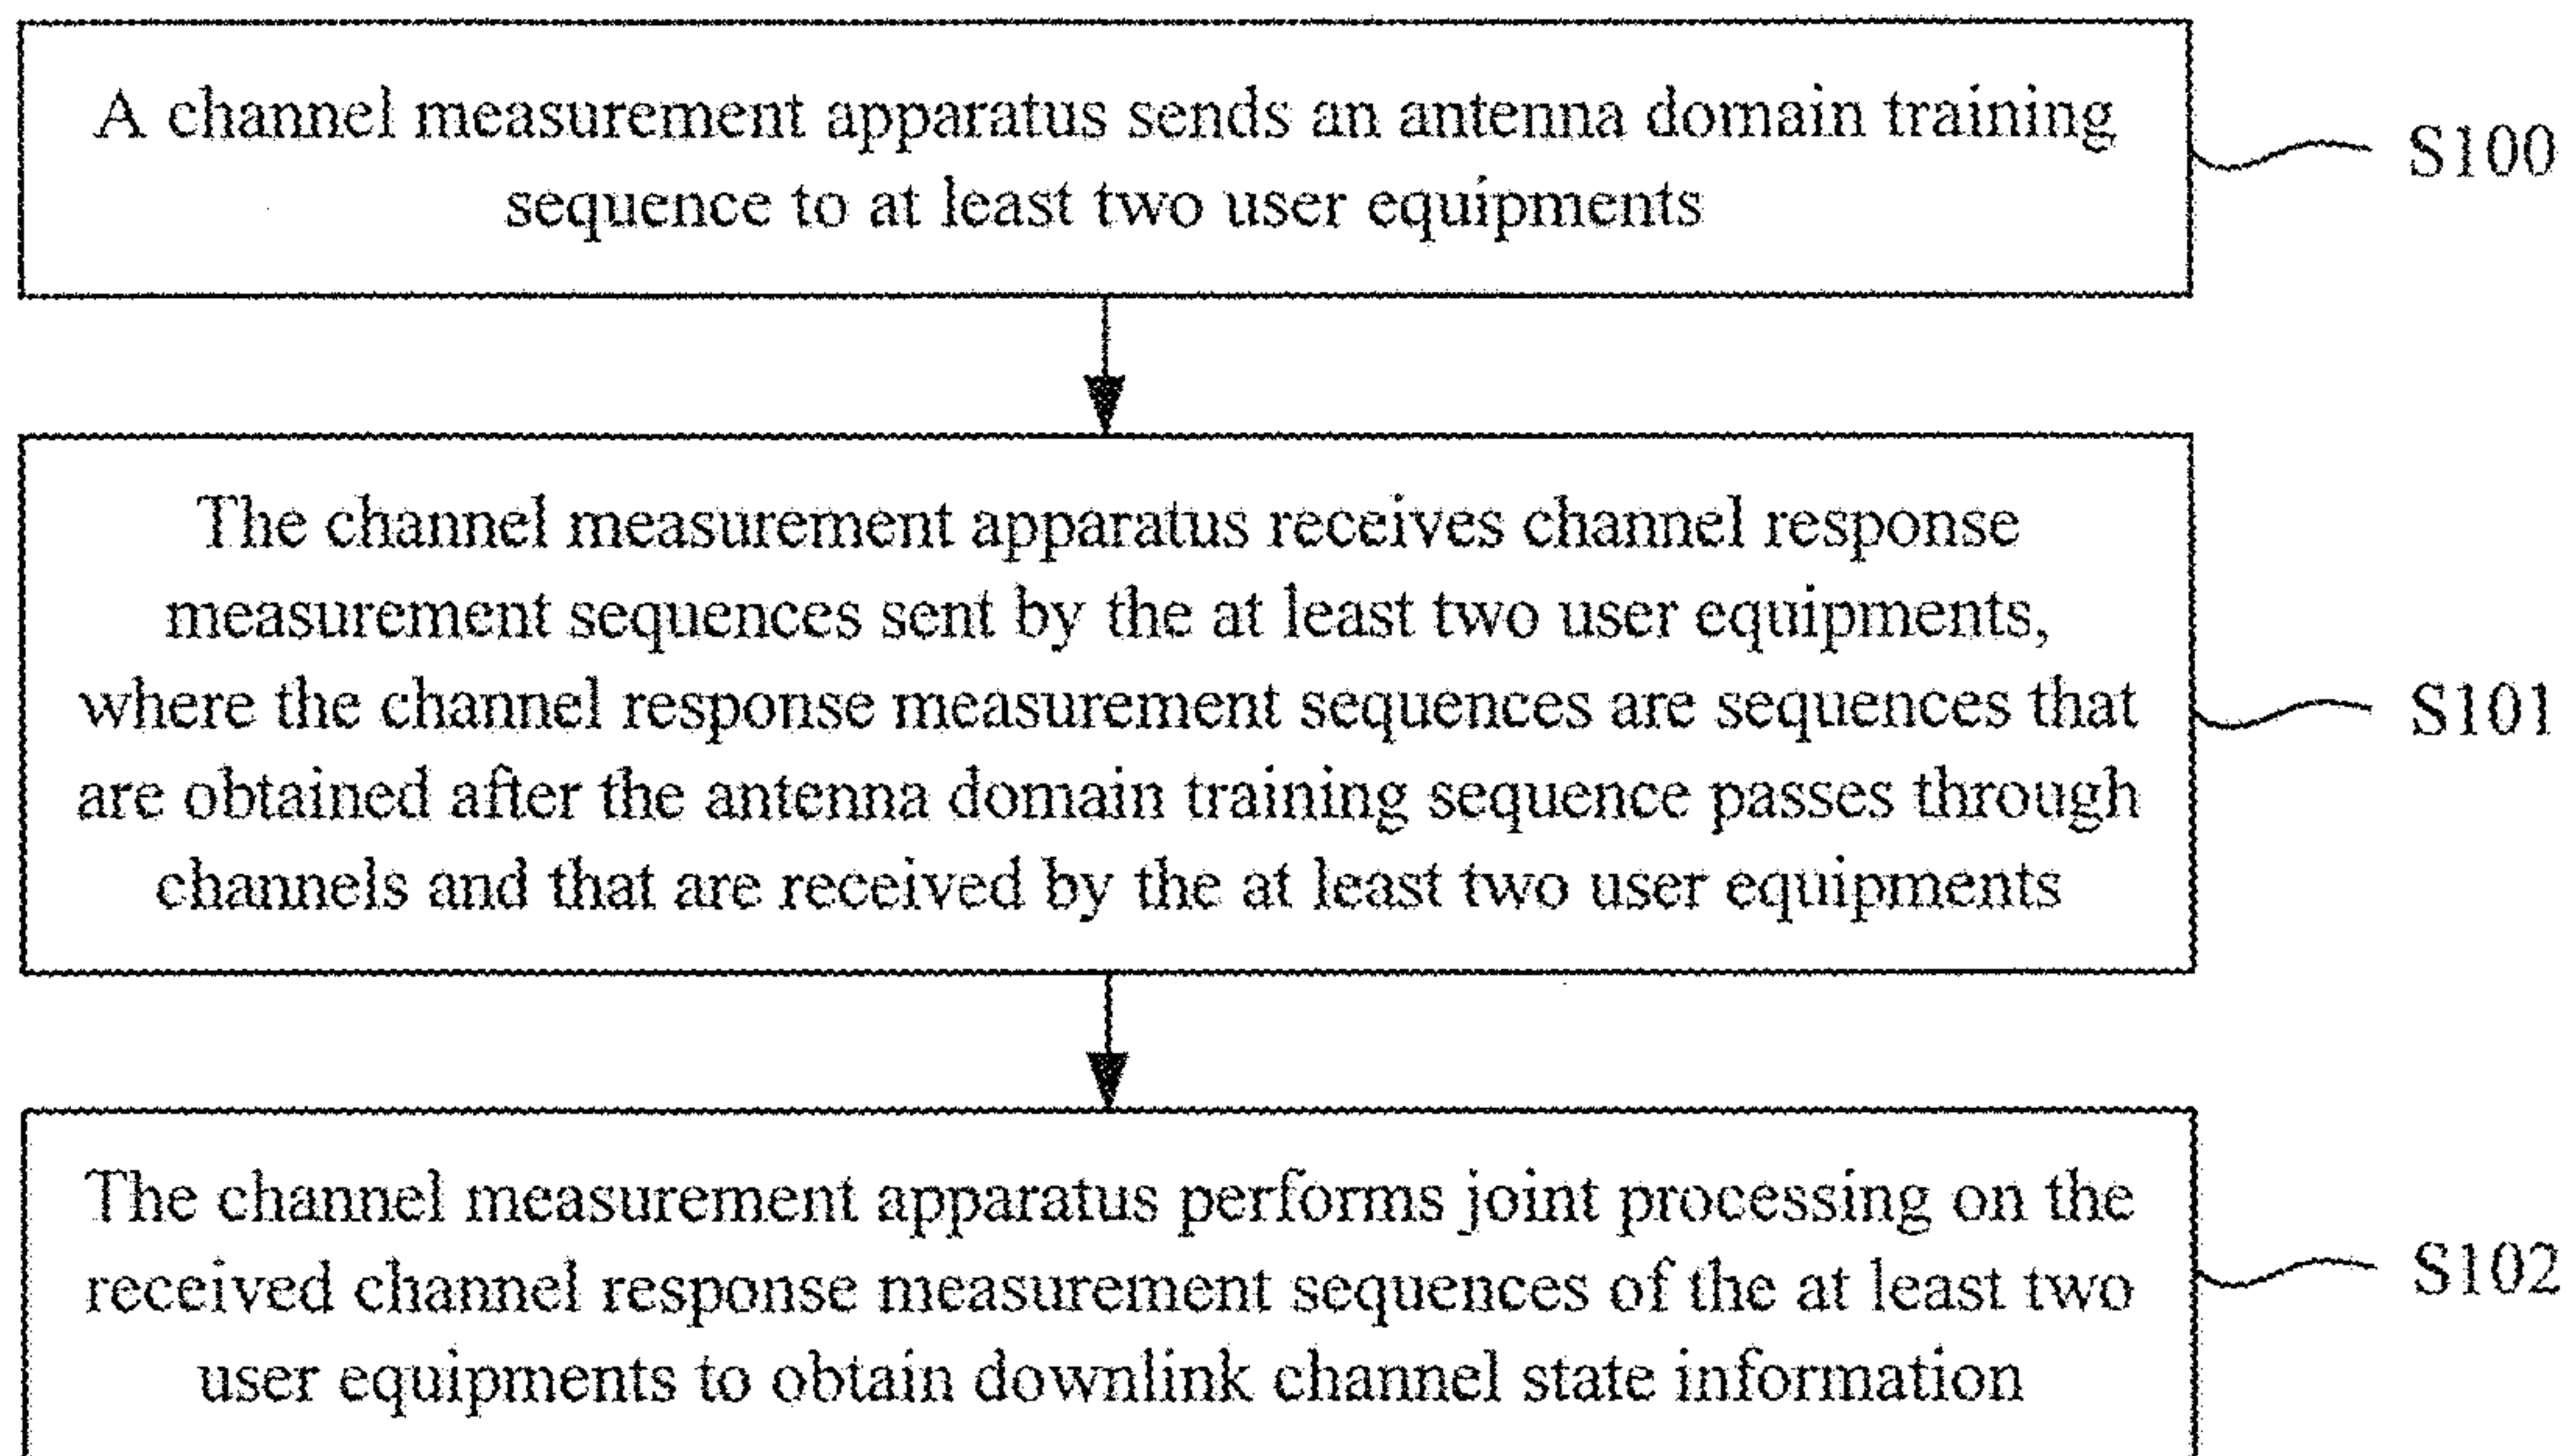 A channel measurement apparatus sends an antenna domain training
sequence to at least two user equipments
S100
The channel measurement apparatus receives channel response
measurement sequences sent by the at least two user equipments,
where the channel response measurement sequences are sequences that
are obtained after the antenna domain training sequence passes through
channels and that are received by the at least two user equipments
S101
The channel measurement apparatus performs joint processing on the
received channel response measurement sequences of the at least two
user equipments to obtain downlink channel state information
S102